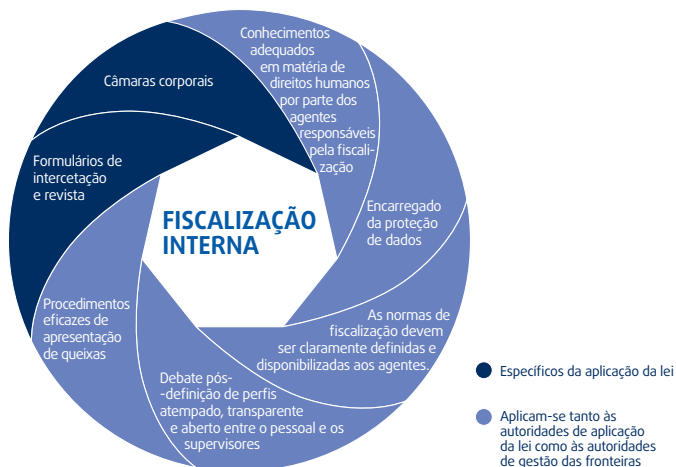 FISCALIZAÇÃO
INTERNA
Conhecimentos
adequados
em matéria de
direitos humanos
por parte dos
agentes
responsáveis
pela fiscali-
zação
Encarregado
da proteção
de dados
As normas de
fiscalização devem
ser claramente definidas e
disponibilizadas aos agentes.
Debate pós-
-definição de perfis
atempado, transparente
e aberto entre o pessoal e os
supervisores
Procedimentos
eficazes de
apresentação
de queixas
Formulários de
intercetação
e revista
Câmaras corporais
Específicos da aplicação da lei
Aplicam-se tanto às
autoridades de aplicação
da lei como às autoridades
de gestão das fronteiras